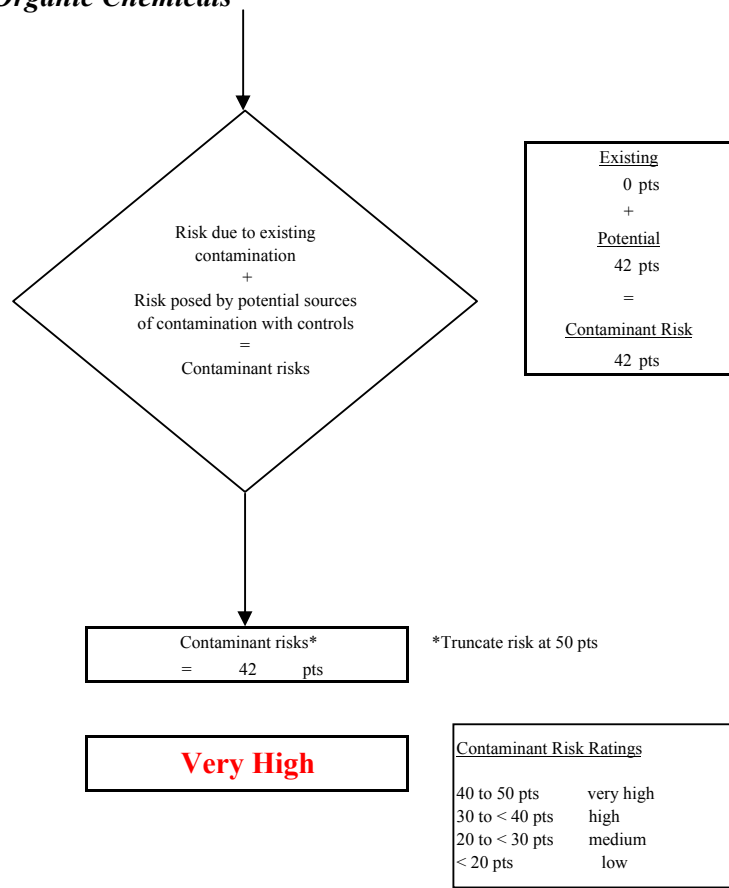 Organic Chemicals
Risk due to existing
contamination
+
Risk posed by potential sources
of contamination with controls
=
Contaminant risks
Existing
0 pts
+
Potential
42 pts
=
Contaminant Risk
42 pts
Contaminant risks*
= 42 pts
*Truncate risk at 50 pts
Very High
Contaminant Risk Ratings
40 to 50 pts very high
30 to < 40 pts high
20 to < 30 pts medium
< 20 pts low